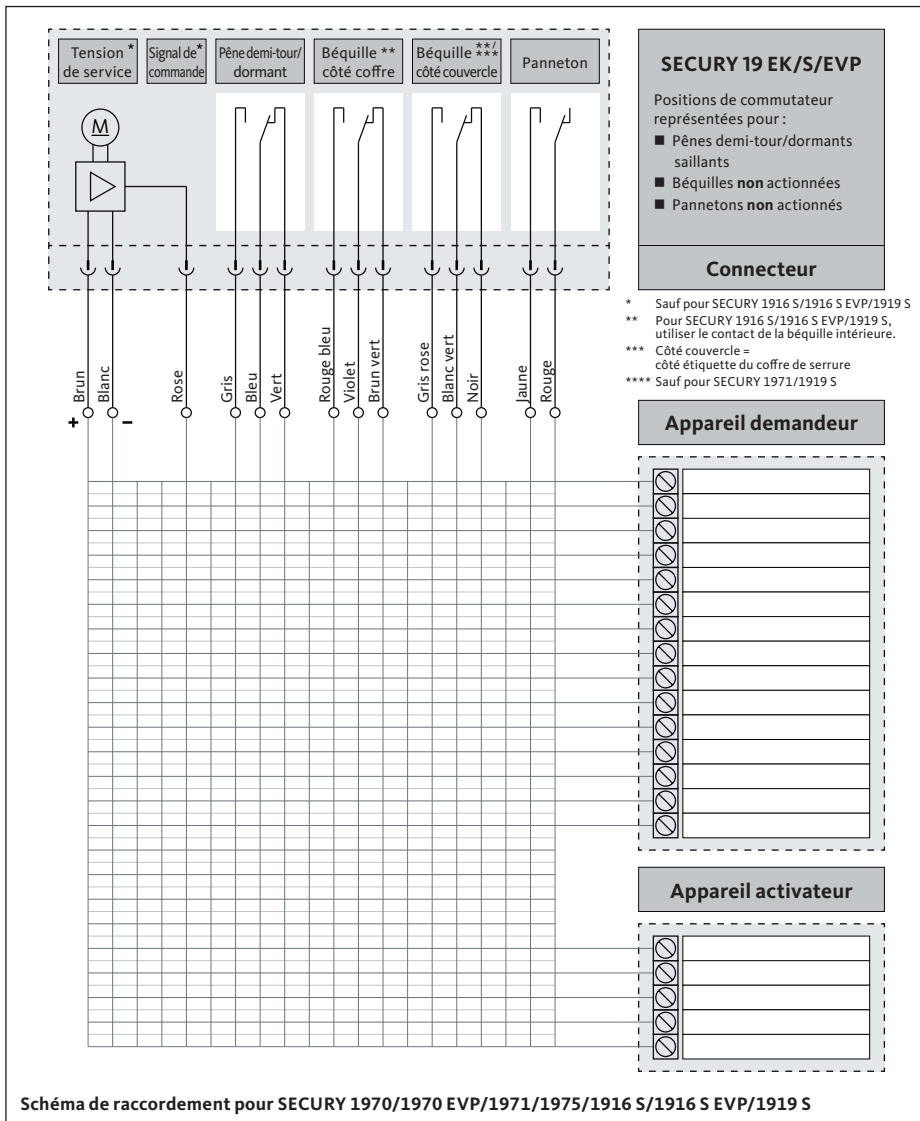 Tension *
de service
Signal de*
commande
Pêne demi-tour/
dormant
Béquille **
côté coffre
Béquille **/
***
côté couvercle
Panneton
M
SECURY 19 EK/S/EVP
Positions de commutateur
représentées pour :
■ Pênes demi-tour/dormants
saillants
■ Béquilles non actionnées
■ Pannetons non actionnés
Connecteur
* Sauf pour SECURY 1916 S/1916 S EVP/1919 S
** Pour SECURY 1916 S/1916 S EVP/1919 S,
utiliser le contact de la béquille intérieure.
*** Côté couvercle =
côté étiquette du coffre de serrure
**** Sauf pour SECURY 1971/1919 S
Brun
Blanc
Rose
Gris
Bleu
Vert
Rouge bleu
Violet
Brun vert
Gris rose
Blanc vert
Noir
Jaune
Rouge
+
–
Appareil demandeur
Appareil activateur
Schéma de raccordement pour SECURY 1970/1970 EVP/1971/1975/1916 S/1916 S EVP/1919 S